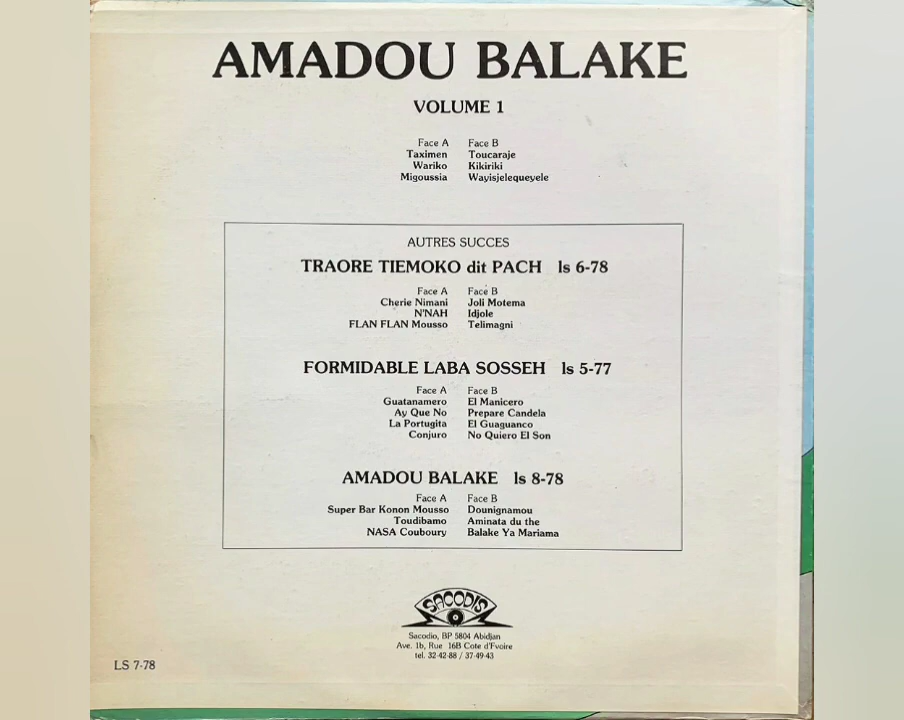 AMADOU BALAKE
VOLUME 1
Face A Face B
Taximen Toucaraje
Wariko Kikiriki
Migoussia Wayisjelequeyele
AUTRES SUCCES
TRAORE TIEMOKO dit PACH ls 6-78
Face A Face B
Cherie Nimani Joli Motema
N'NAH Idjole
FLAN FLAN Mousso Telimagni
FORMIDABLE LABA SOSSEH ls 5-77
Face A Face B
Guatanamero El Manicero
Ay Que No Prepare Candela
La Portugita El Guaguanco
Conjuro No Quiero El Son
AMADOU BALAKE ls 8-78
Face A Face B
Super Bar Konon Mousso Dounignamou
Toudibamo Aminata du the
NASA Couboury Balake Ya Mariama
SACODIS
Sacodio, BP 5804 Abidjan
Ave. 1b, Rue 16B Cote d'Fvoire
tel. 32-42-88 / 37-49-43
LS 7-78